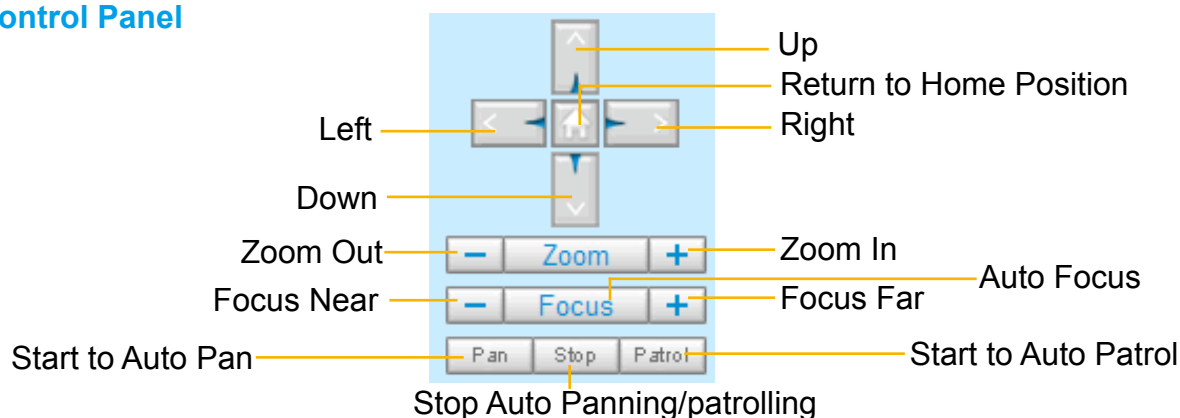 ontrol Panel
Up
Return to Home Position
Left
Right
Down
Zoom Out
Zoom
Zoom In
Auto Focus
Focus Near
Focus
Focus Far
Start to Auto Pan
Pan
Stop
Patrol
Start to Auto Patrol
Stop Auto Panning/patrolling